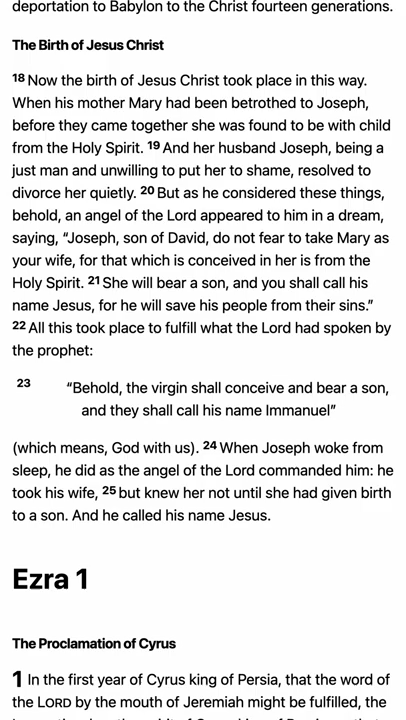 deportation to Babylon to the Christ fourteen generations.
The Birth of Jesus Christ
18 Now the birth of Jesus Christ took place in this way.
When his mother Mary had been betrothed to Joseph,
before they came together she was found to be with child
from the Holy Spirit. 19 And her husband Joseph, being a
just man and unwilling to put her to shame, resolved to
divorce her quietly. 20 But as he considered these things,
behold, an angel of the Lord appeared to him in a dream,
saying, “Joseph, son of David, do not fear to take Mary as
your wife, for that which is conceived in her is from the
Holy Spirit. 21 She will bear a son, and you shall call his
name Jesus, for he will save his people from their sins.”
22 All this took place to fulfill what the Lord had spoken by
the prophet:
23 “Behold, the virgin shall conceive and bear a son,
and they shall call his name Immanuel”
(which means, God with us). 24 When Joseph woke from
sleep, he did as the angel of the Lord commanded him: he
took his wife, 25 but knew her not until she had given birth
to a son. And he called his name Jesus.
Ezra 1
The Proclamation of Cyrus
1 In the first year of Cyrus king of Persia, that the word of
the LORD by the mouth of Jeremiah might be fulfilled, the